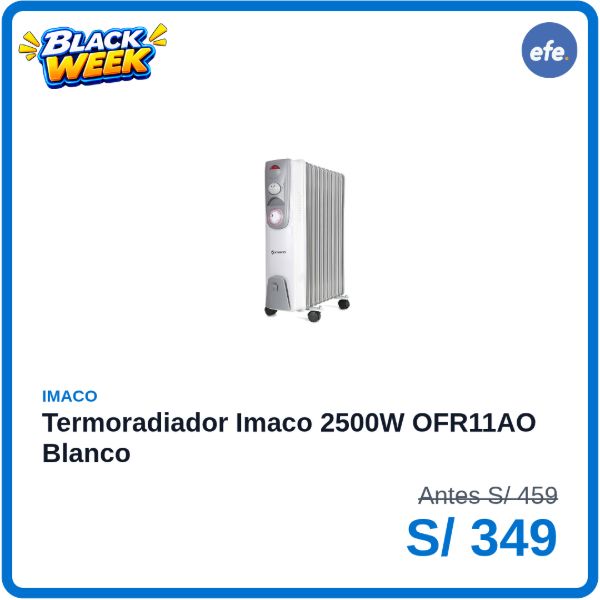 BLACK
WEEK
efe.
IMACO
Termoradiador Imaco 2500W OFR11AO
Blanco
Antes S/ 459
S/ 349